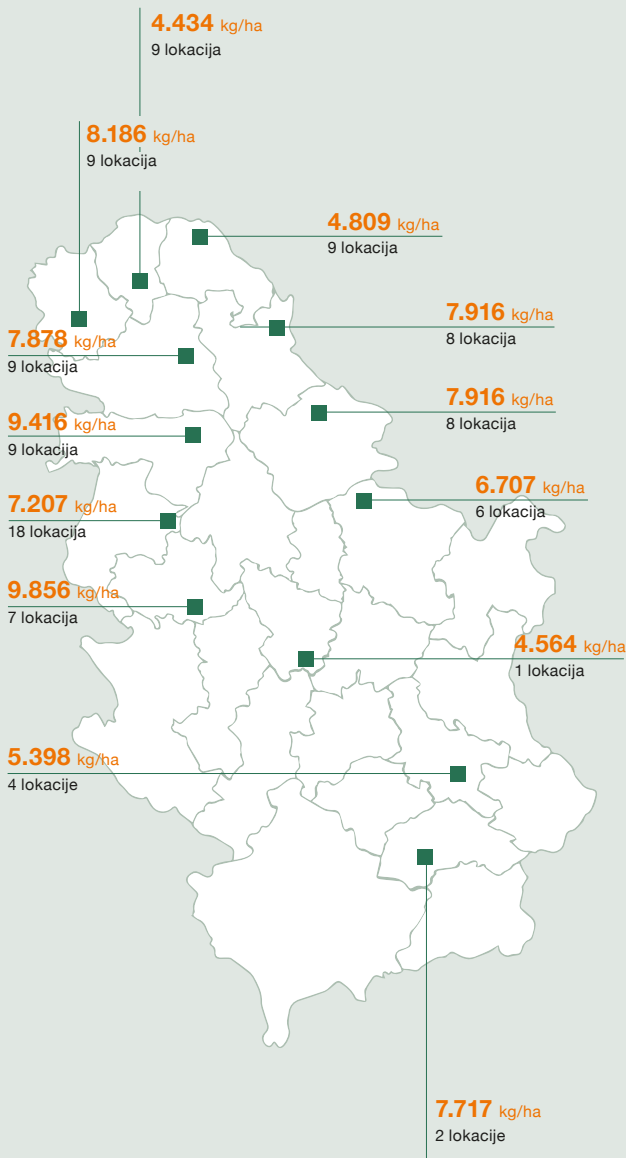 4.434 kg/ha
9 lokacija
8.186 kg/ha
9 lokacija
4.809 kg/ha
9 lokacija
7.916 kg/ha
8 lokacija
7.878 kg/ha
9 lokacija
7.916 kg/ha
8 lokacija
9.416 kg/ha
9 lokacija
6.707 kg/ha
6 lokacija
7.207 kg/ha
18 lokacija
9.856 kg/ha
7 lokacija
4.564 kg/ha
1 lokacija
5.398 kg/ha
4 lokacije
7.717 kg/ha
2 lokacije